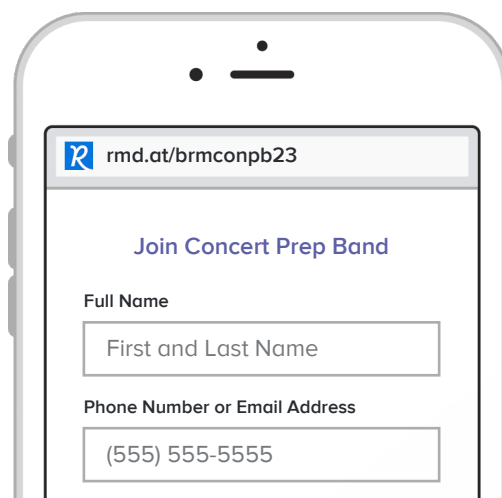 R rmd.at/brmconpb23
Join Concert Prep Band
Full Name
First and Last Name
Phone Number or Email Address
(555) 555-5555